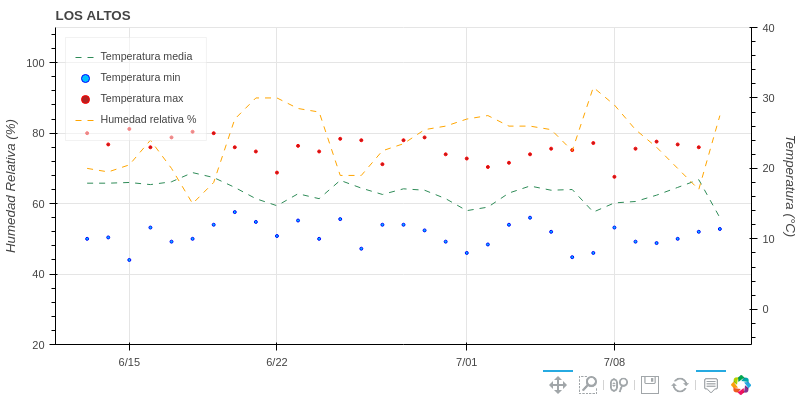 LOS ALTOS
Temperatura media
Temperatura min
Temperatura max
Humedad relativa %
Humedad Relativa (%)
100
80
60
40
20
40
30
20
10
0
Temperatura (°C)
6/15
6/22
7/01
7/08